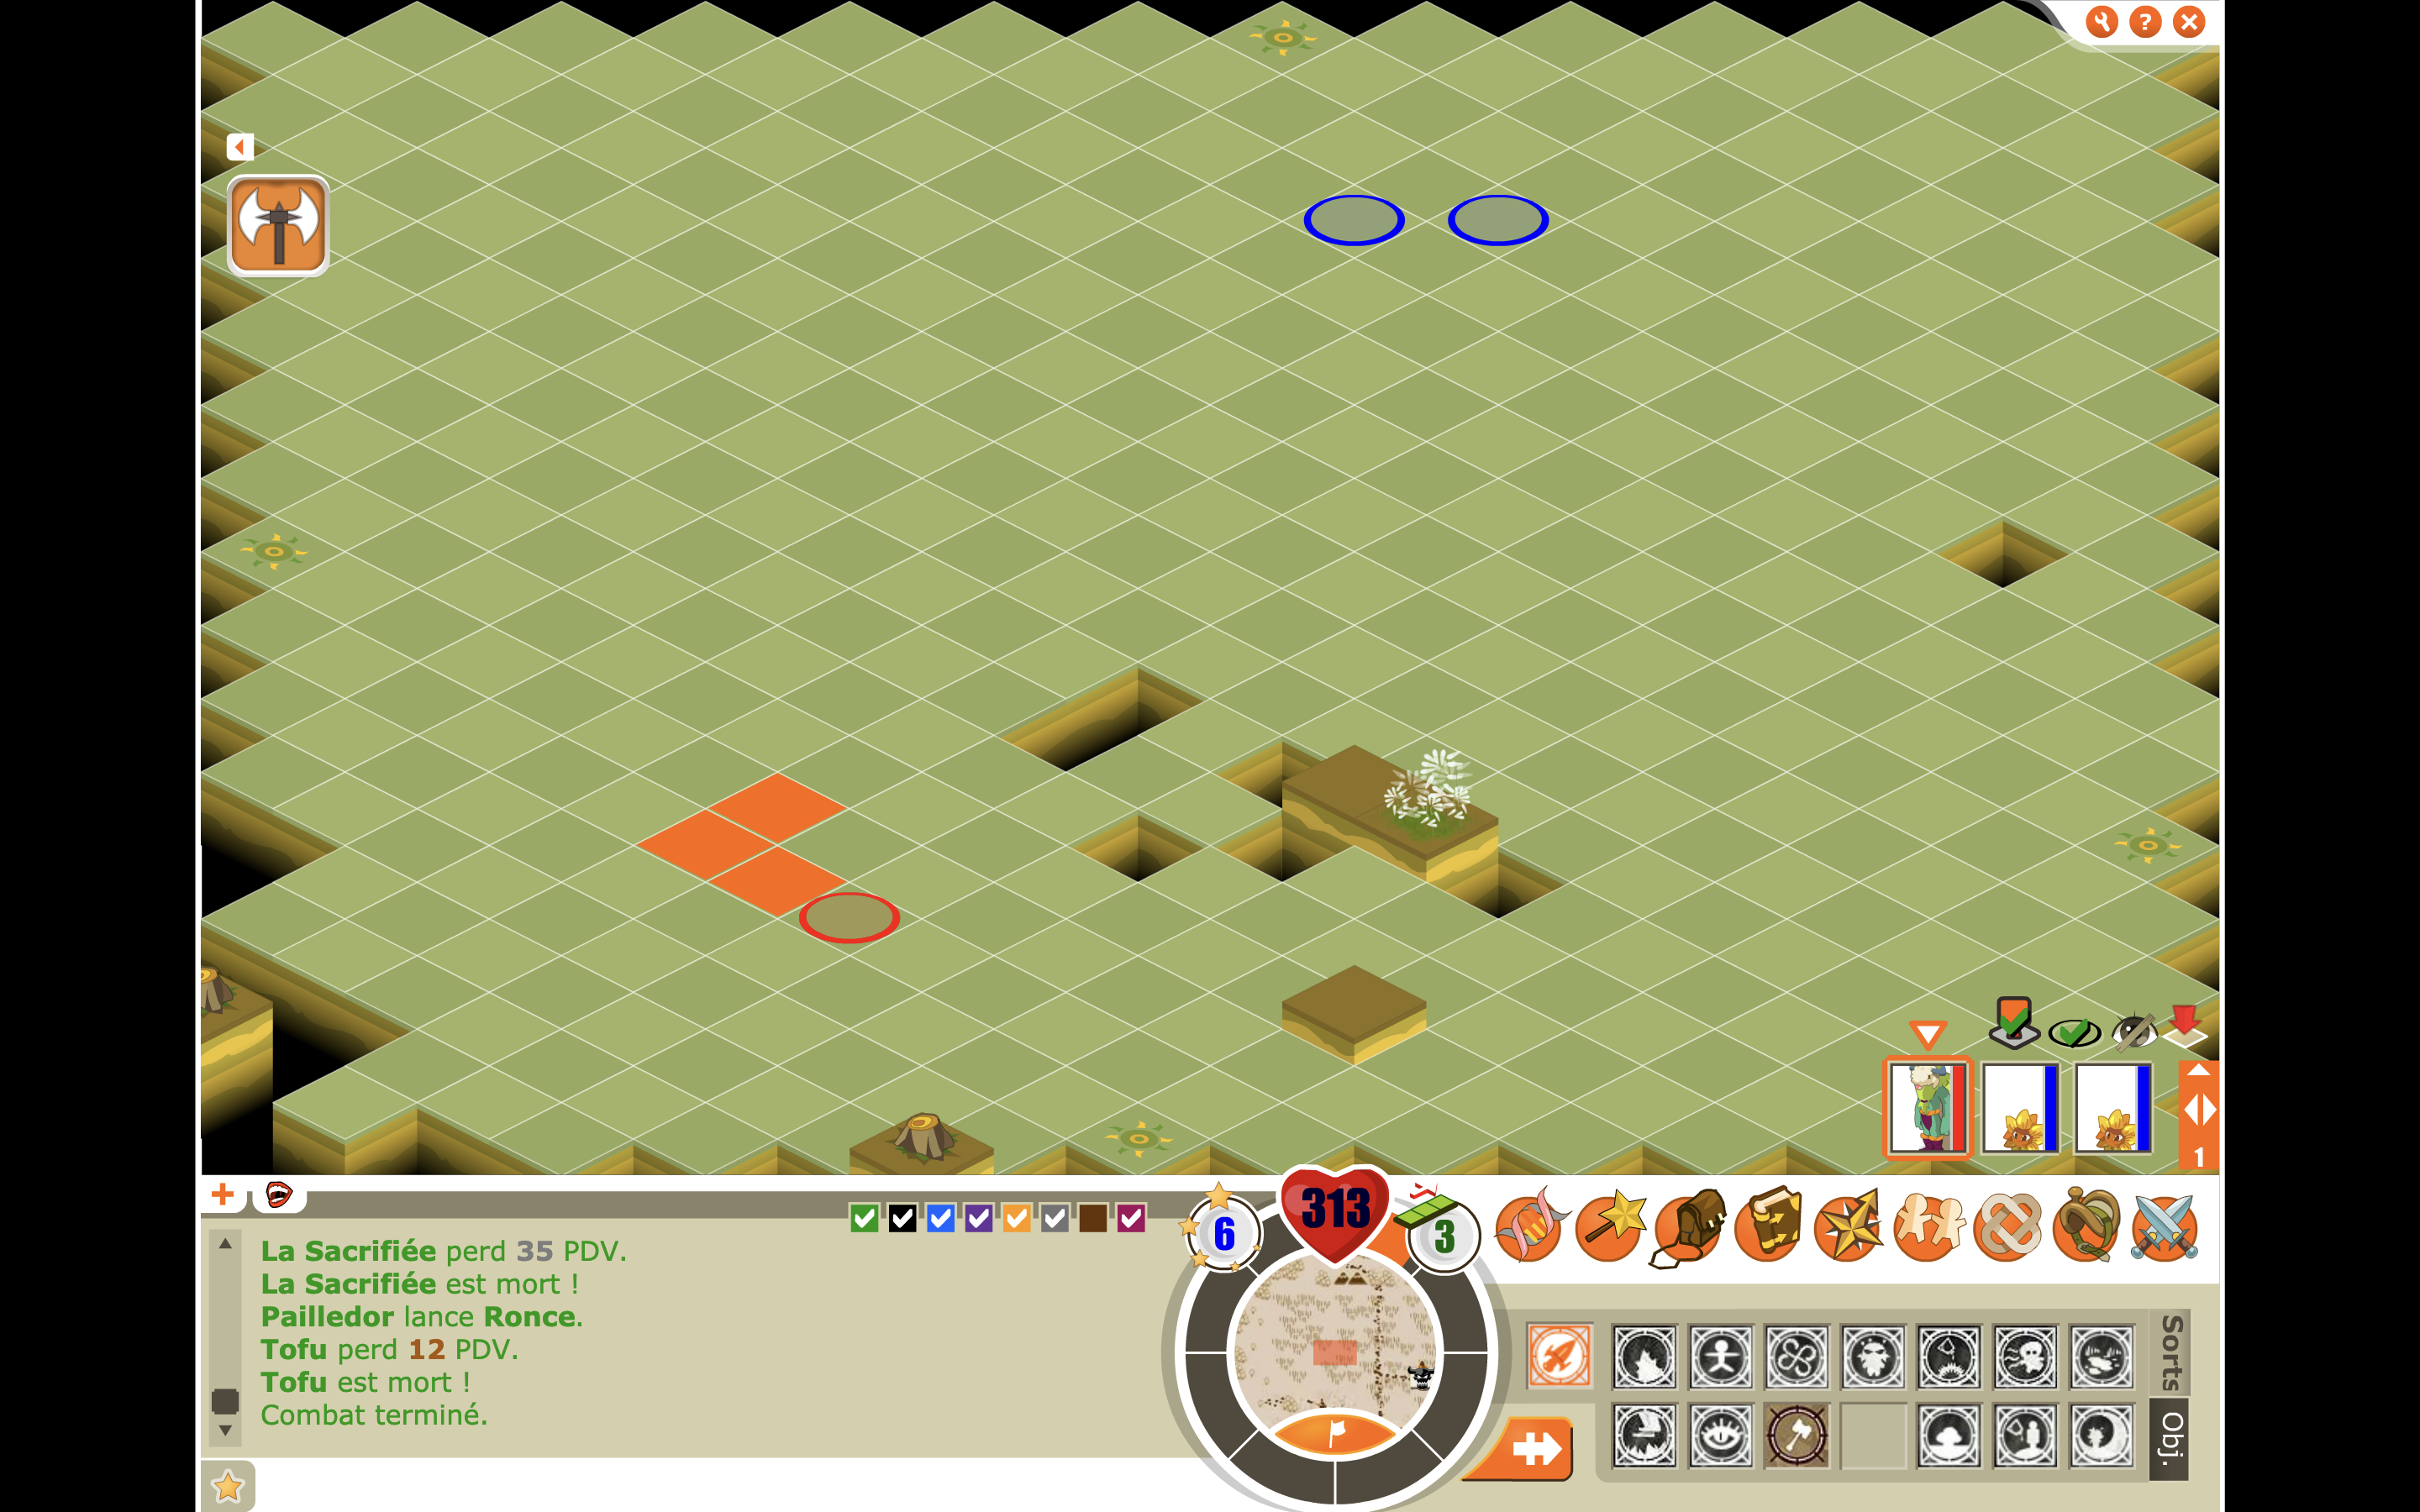 ?
1
6
313
3
La Sacrifiée perd 35 PDV.
La Sacrifiée est mort !
Pailledor lance Ronce.
Tofu perd 12 PDV.
Tofu est mort !
Combat terminé.
Sorts
Obj.